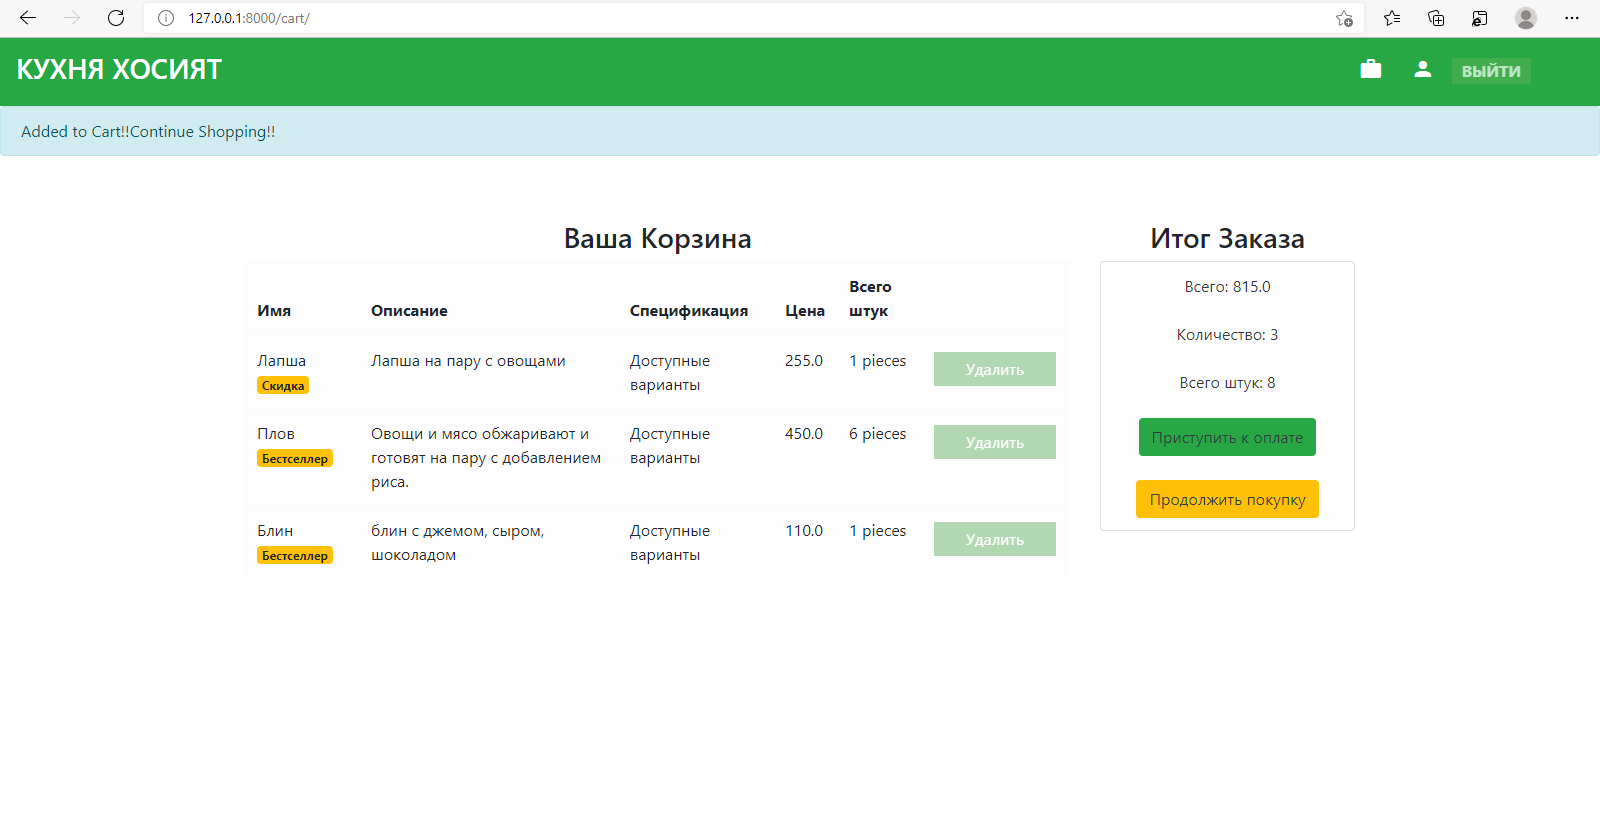 127.0.0.1:8000/cart/
КУХНЯ ХОСИЯТ
ВЫЙТИ
Added to Cart!!Continue Shopping!!
Ваша Корзина
Имя Описание Спецификация Цена Всего штук
Лапша Лапша на пару с овощами Доступные 255.0 1 pieces Удалить
Скидка варианты
Плов Овощи и мясо обжаривают и Доступные 450.0 6 pieces Удалить
Бестселлер готовят на пару с добавлением варианты
риса.
Блин блин с джемом, сыром, Доступные 110.0 1 pieces Удалить
Бестселлер шоколадом варианты
Итог Заказа
Всего: 815.0
Количество: 3
Всего штук: 8
Приступить к оплате
Продолжить покупку